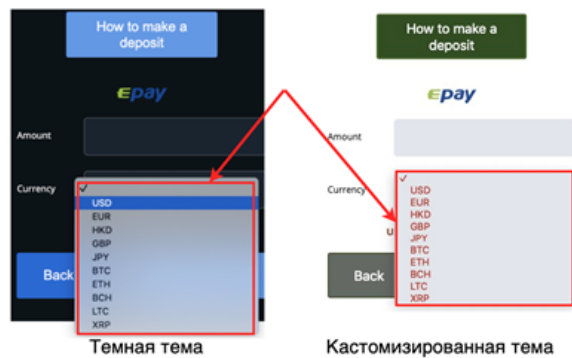 How to make a
deposit
epay
Amount
Currency
✓
USD
EUR
HKD
GBP
JPY
BTC
ETH
BCH
LTC
XRP
Back
Темная тема
How to make a
deposit
epay
Amount
Currency
✓
USD
EUR
HKD
GBP
JPY
BTC
ETH
BCH
LTC
XRP
U
Back
Кастомизированная тема